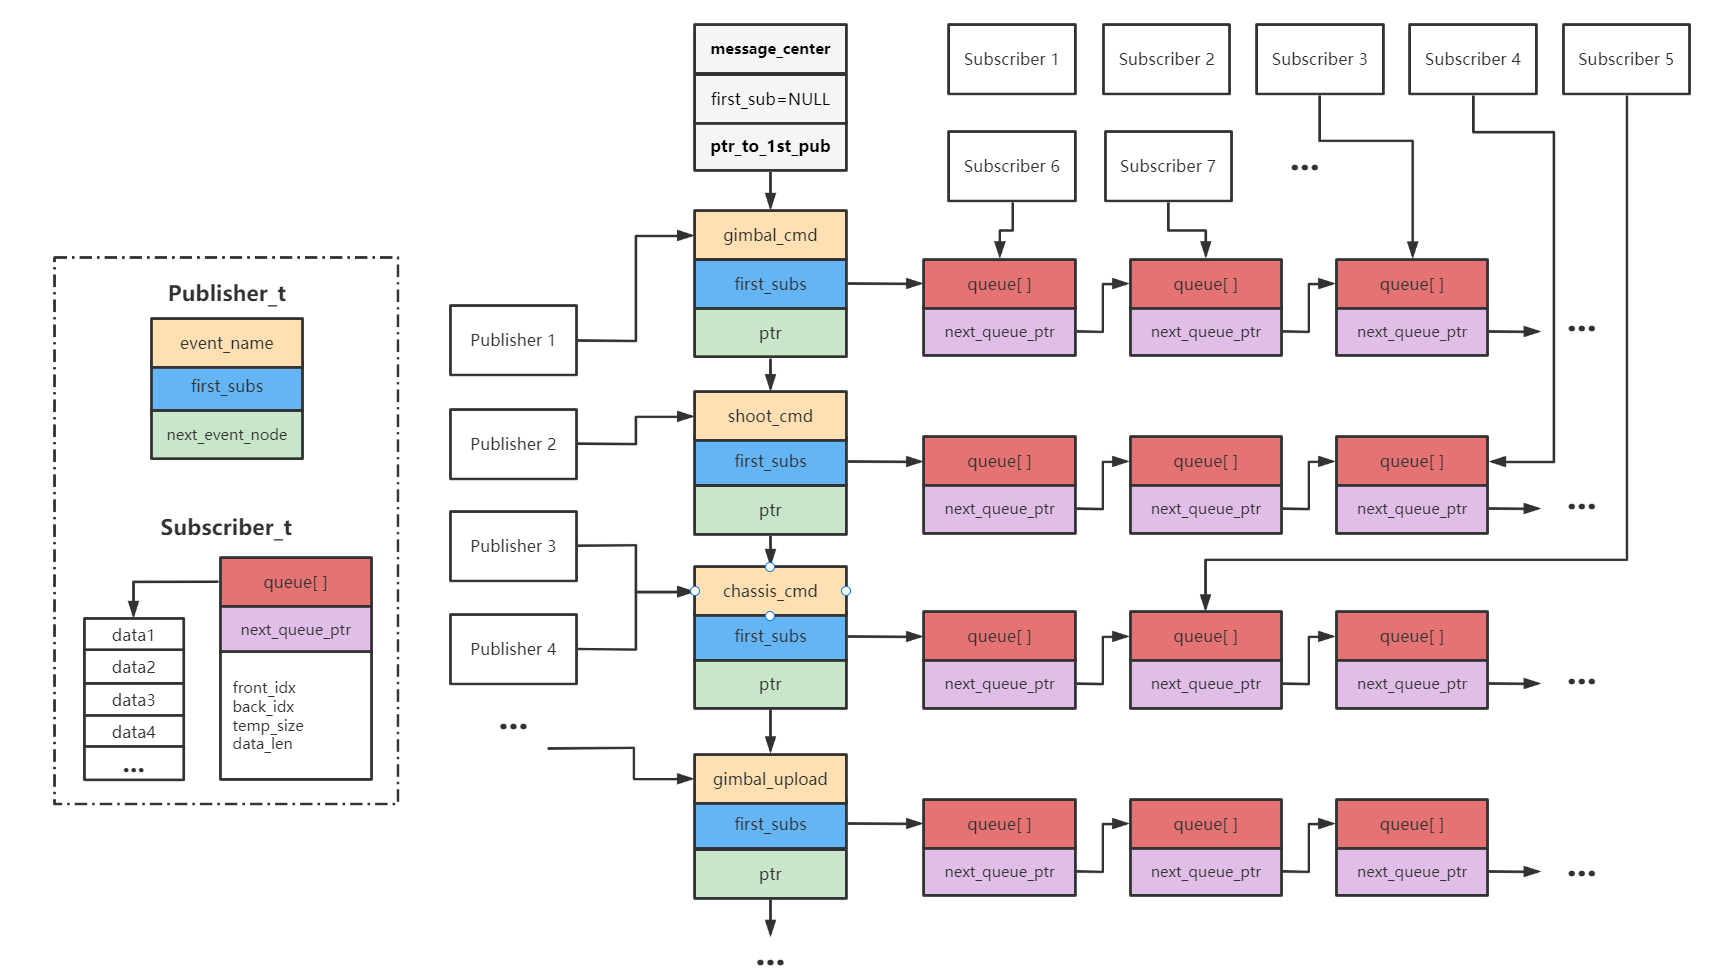 message_center
first_sub=NULL
ptr_to_1st_pub
Subscriber 1
Subscriber 2
Subscriber 3
Subscriber 4
Subscriber 5
Subscriber 6
Subscriber 7
...
Publisher_t
event_name
first_subs
next_event_node
Subscriber_t
queue[ ]
next_queue_ptr
front_idx
back_idx
temp_size
data_len
data1
data2
data3
data4
...
Publisher 1
Publisher 2
Publisher 3
Publisher 4
...
gimbal_cmd
first_subs
ptr
queue[ ]
next_queue_ptr
queue[ ]
next_queue_ptr
queue[ ]
next_queue_ptr
...
shoot_cmd
first_subs
ptr
queue[ ]
next_queue_ptr
queue[ ]
next_queue_ptr
queue[ ]
next_queue_ptr
...
chassis_cmd
first_subs
ptr
queue[ ]
next_queue_ptr
queue[ ]
next_queue_ptr
queue[ ]
next_queue_ptr
...
gimbal_upload
first_subs
ptr
queue[ ]
next_queue_ptr
queue[ ]
next_queue_ptr
queue[ ]
next_queue_ptr
...
...